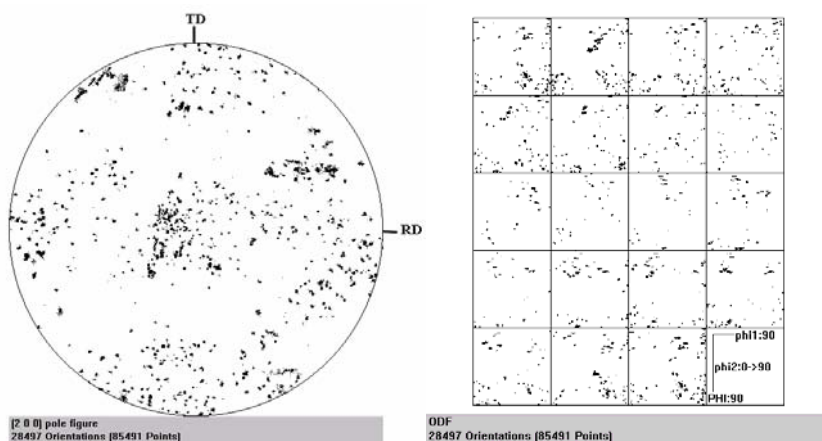 TD
RD
[2 0 0] pole figure
28497 Orientations [85491 Points]
phi1:90
phi2:0->90
PHI:90
ODF
28497 Orientations [85491 Points]